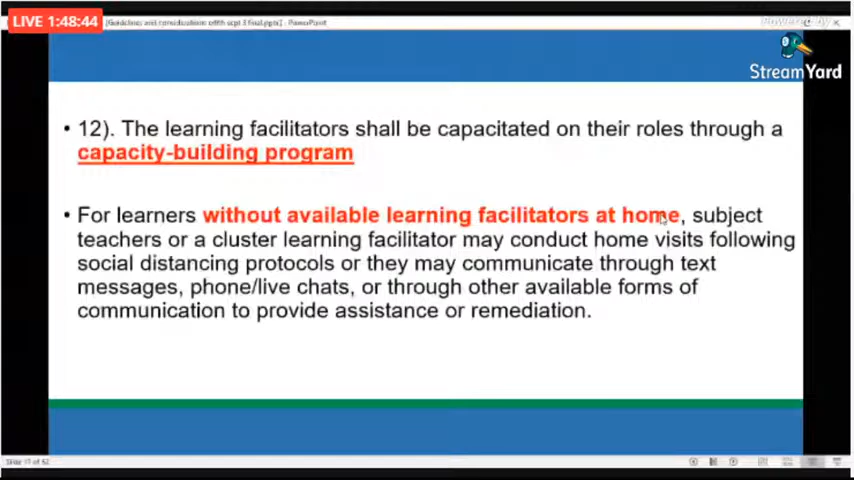 LIVE 1:48:44
PowerPoint
Powered by
StreamYard
• 12). The learning facilitators shall be capacitated on their roles through a
capacity-building program
• For learners without available learning facilitators at home, subject
teachers or a cluster learning facilitator may conduct home visits following
social distancing protocols or they may communicate through text
messages, phone/live chats, or through other available forms of
communication to provide assistance or remediation.